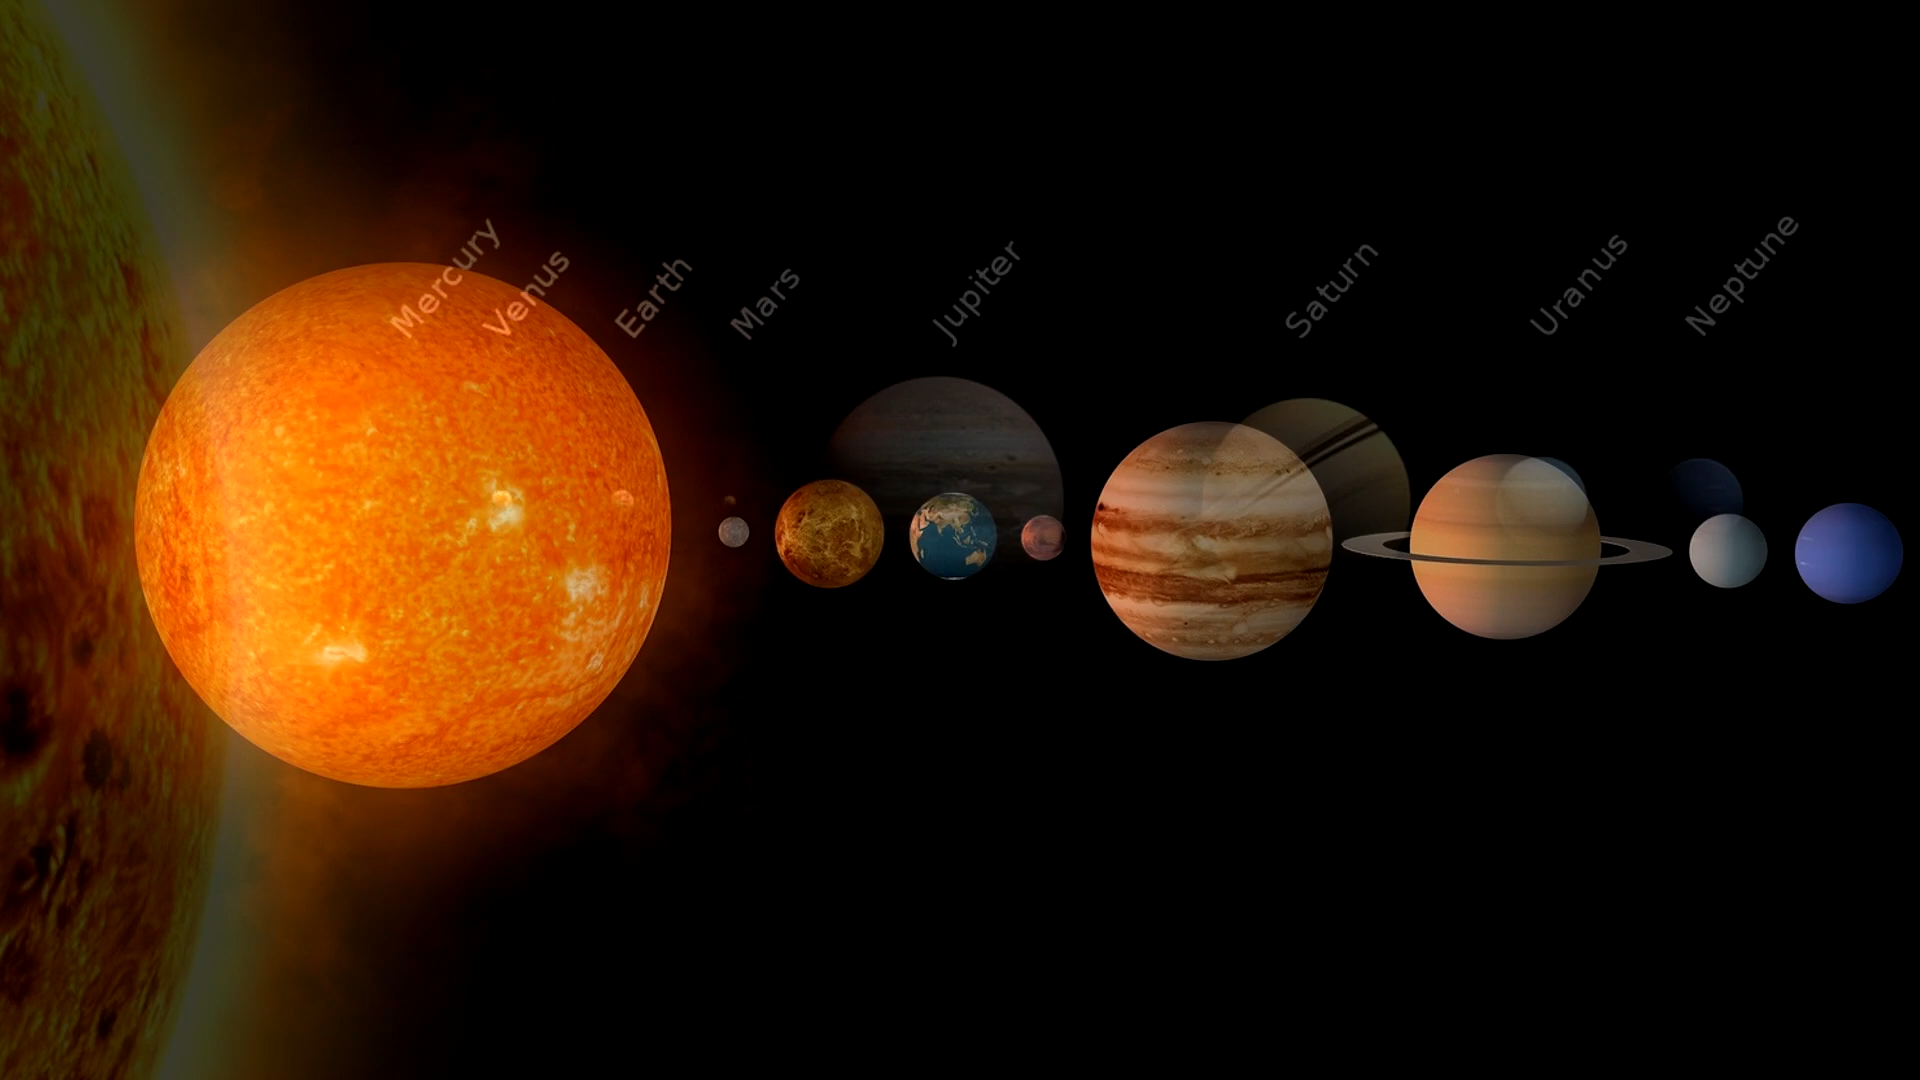 Mercury
Venus
Earth
Mars
Jupiter
Saturn
Uranus
Neptune